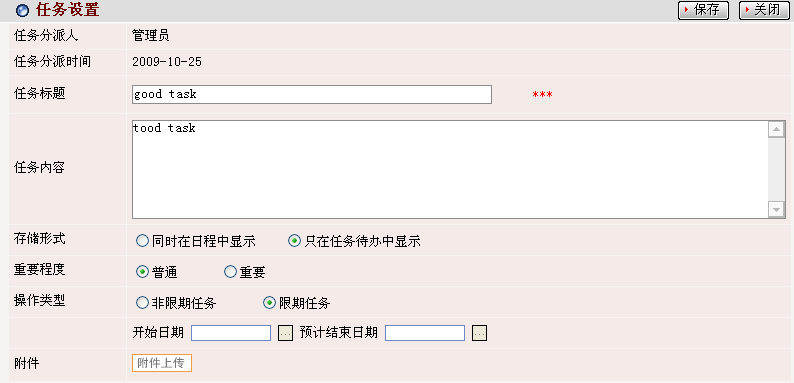 任务设置 保存 关闭
任务分派人 管理员
任务分派时间 2009-10-25
任务标题 good task ***
任务内容 tood task
存储形式 同时在日程中显示 只在任务待办中显示
重要程度 普通 重要
操作类型 非限期任务 限期任务
开始日期 ... 预计结束日期 ...
附件 附件上传